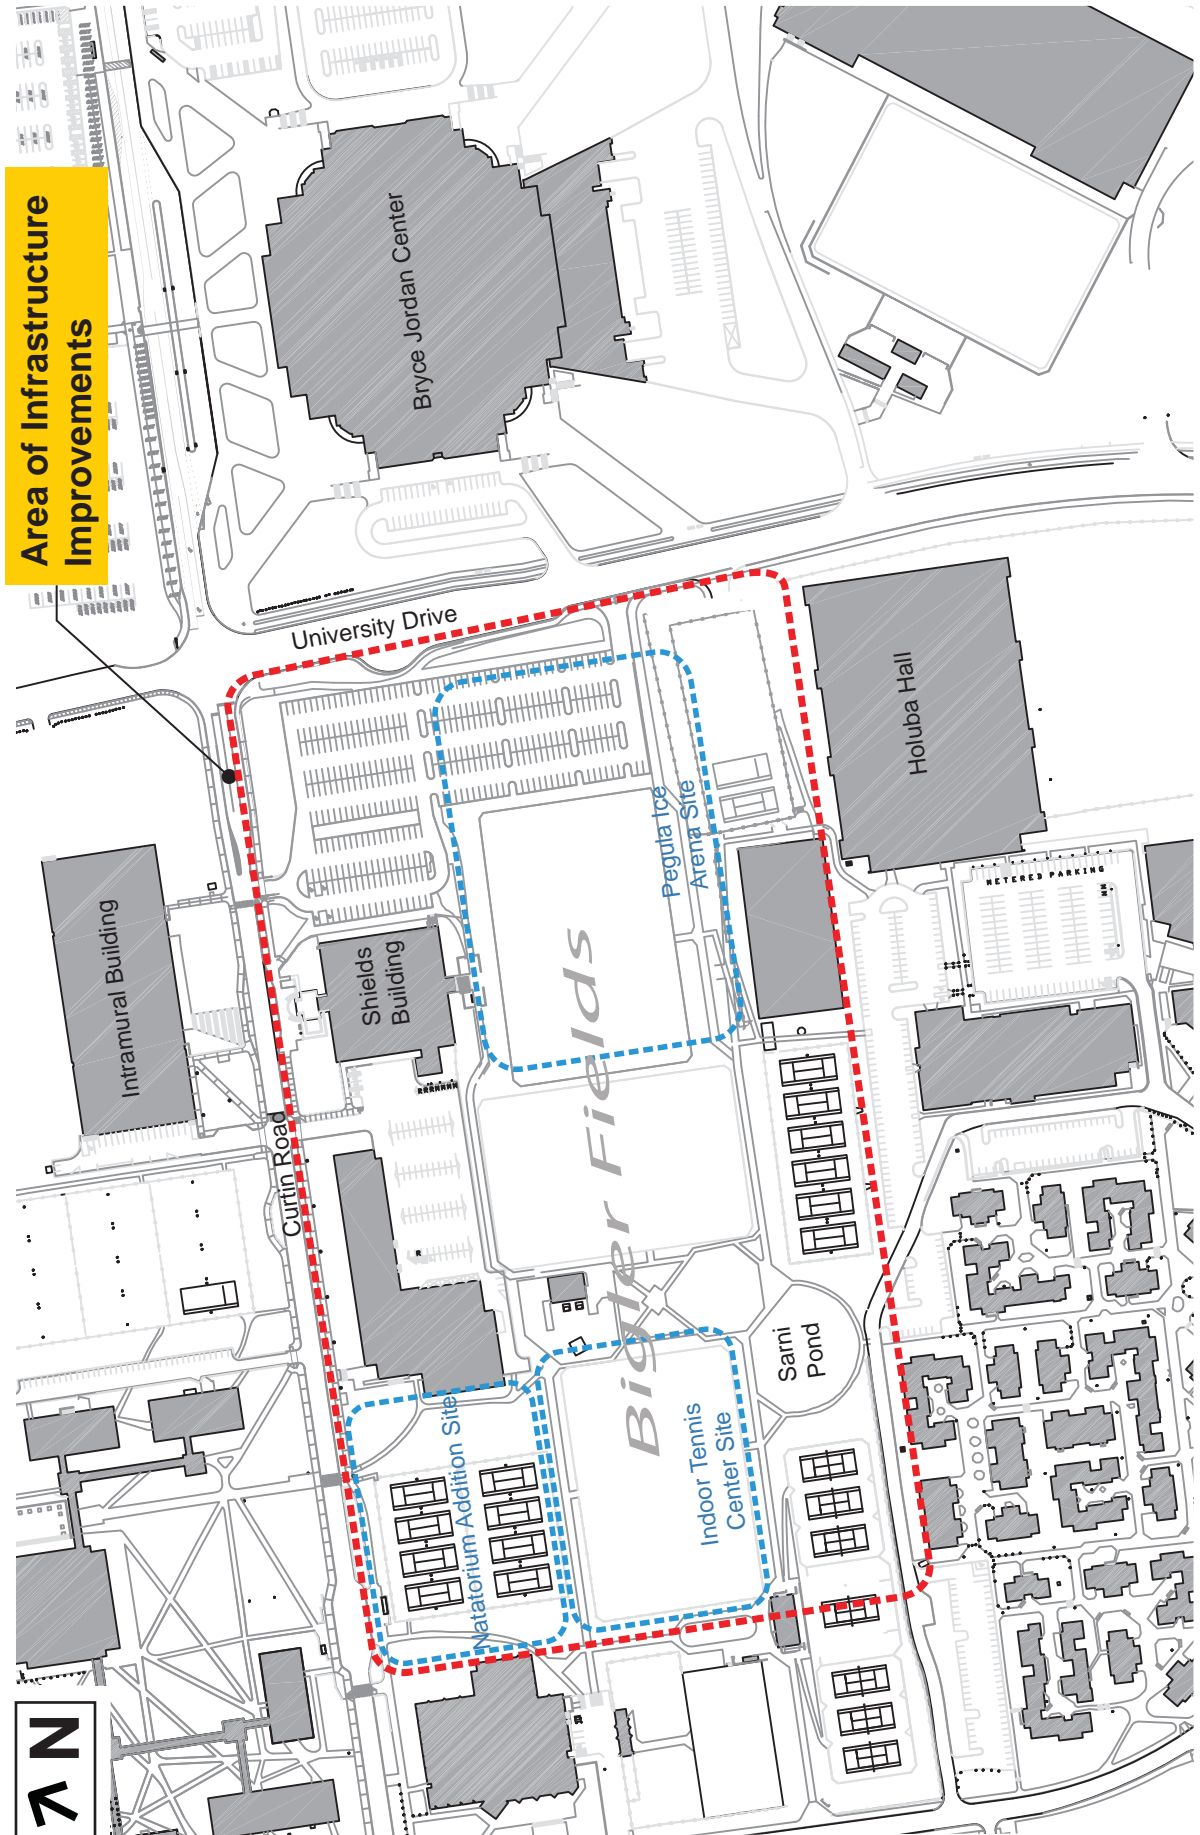 Area of Infrastructure
Improvements
Bryce Jordan Center
University Drive
Holuba Hall
Pegula Ice
Arena Site
METERED PARKING
Intramural Building
Shields
Building
RRRRRRR
Curtin Road
Bigler Fields
R
Sarni
Pond
Natatorium Addition Site
Indoor Tennis
Center Site
N